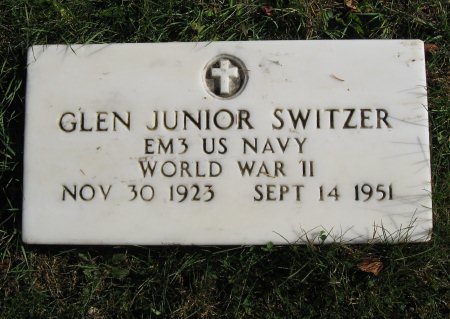 GLEN JUNIOR SWITZER
EM3 US NAVY
WORLD WAR II
NOV 30 1923 SEPT 14 1951